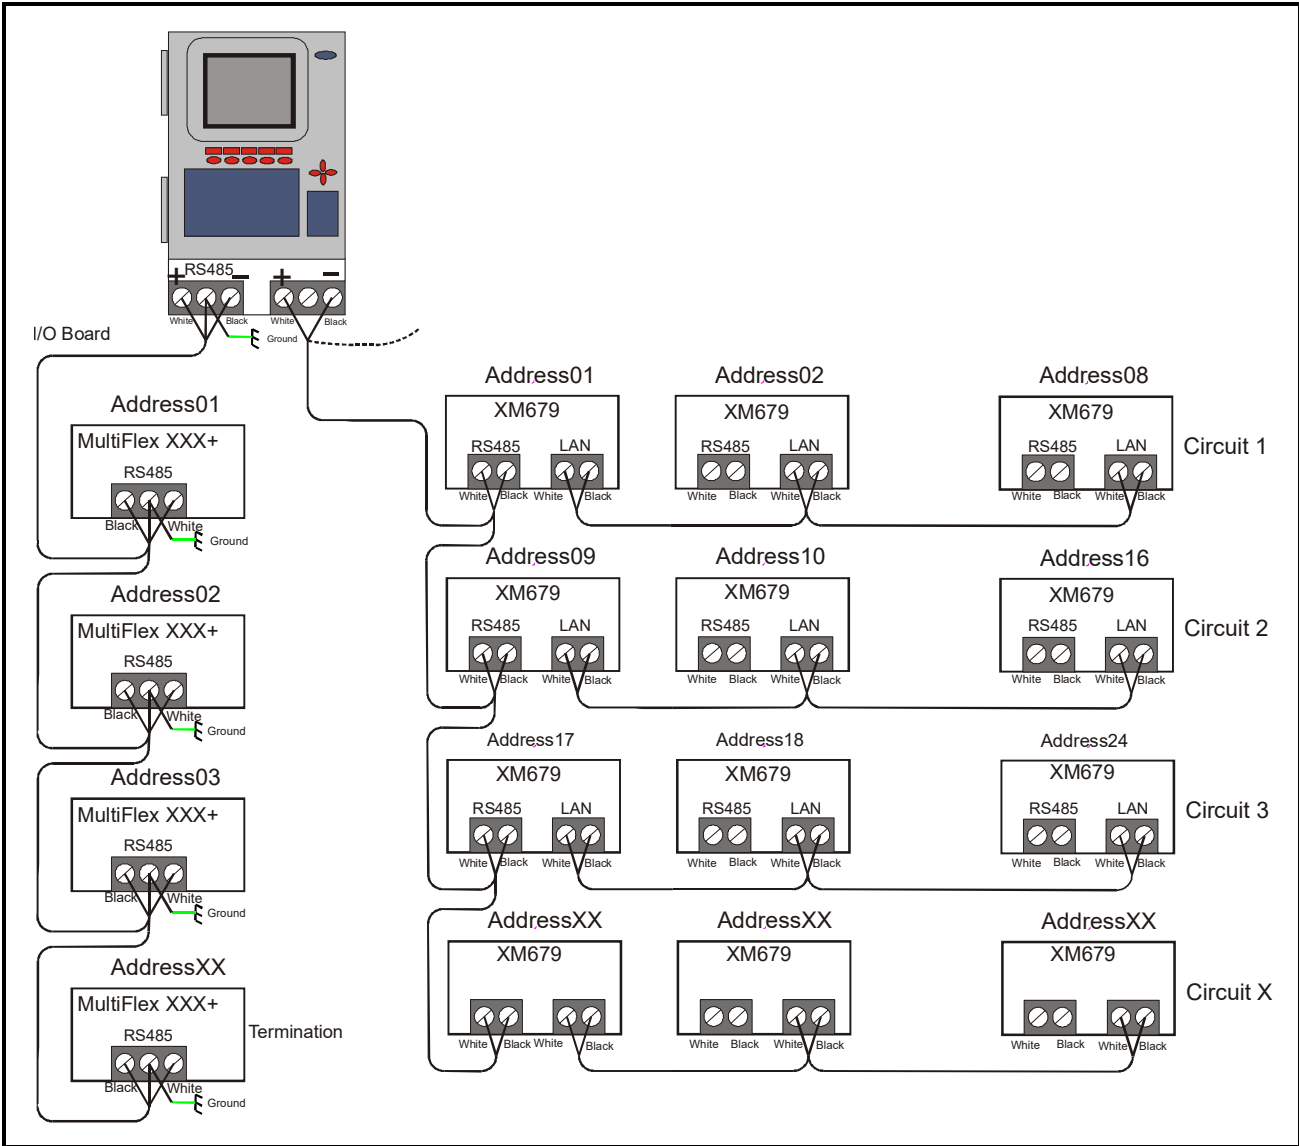 + RS485 – + –
White Black White Black
I/O Board
Ground
Address01
MultiFlex XXX+
RS485
Black White
Ground
Address02
MultiFlex XXX+
RS485
Black White
Ground
Address03
MultiFlex XXX+
RS485
Black White
Ground
AddressXX
MultiFlex XXX+
RS485
Termination
Black White
Ground
Address01 Address02 Address08
XM679 XM679 XM679
RS485 LAN RS485 LAN RS485 LAN Circuit 1
White Black White Black White Black White Black White Black White Black
Address09 Address10 Address16
XM679 XM679 XM679
RS485 LAN RS485 LAN RS485 LAN Circuit 2
White Black White Black White Black White Black White Black White Black
Address17 Address18 Address24
XM679 XM679 XM679
RS485 LAN RS485 LAN RS485 LAN Circuit 3
White Black White Black White Black White Black White Black White Black
AddressXX AddressXX AddressXX
XM679 XM679 XM679
Circuit X
White Black White Black White Black White Black White Black White Black